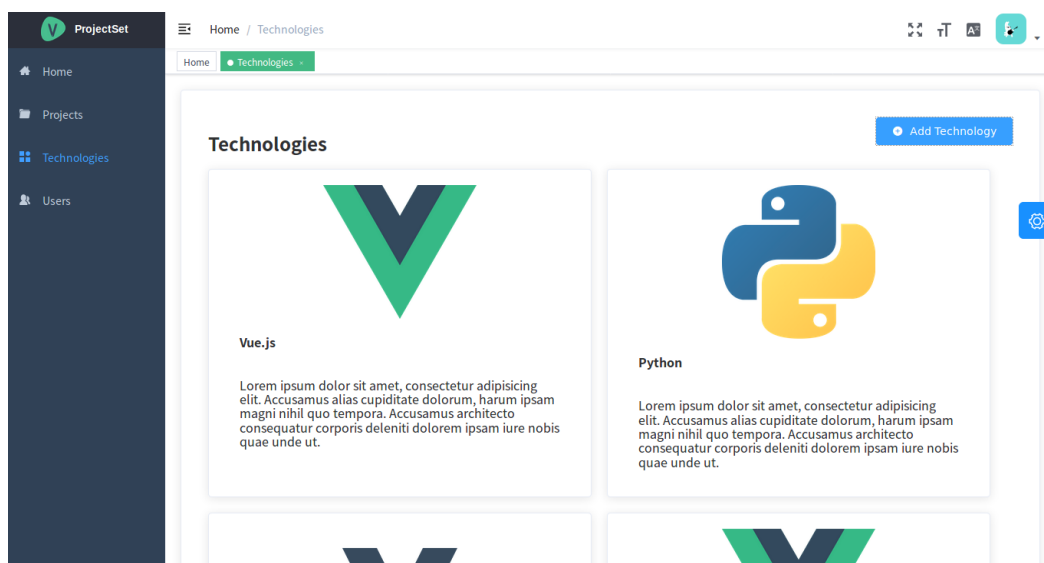 ProjectSet
Home / Technologies
Home
Technologies ×
Home
Projects
Technologies
Users
Technologies
Add Technology
Vue.js
Lorem ipsum dolor sit amet, consectetur adipisicing
elit. Accusamus alias cupiditate dolorum, harum ipsam
magni nihil quo tempora. Accusamus architecto
consequatur corporis deleniti dolorem ipsam iure nobis
quae unde ut.
Python
Lorem ipsum dolor sit amet, consectetur adipisicing
elit. Accusamus alias cupiditate dolorum, harum ipsam
magni nihil quo tempora. Accusamus architecto
consequatur corporis deleniti dolorem ipsam iure nobis
quae unde ut.